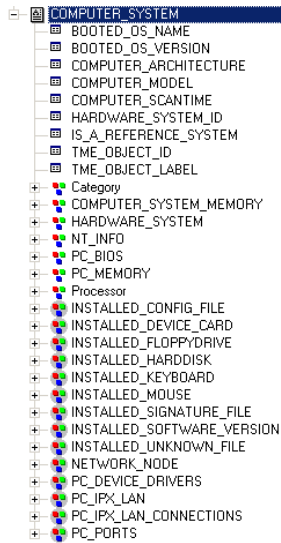 COMPUTER_SYSTEM
BOOTED_OS_NAME
BOOTED_OS_VERSION
COMPUTER_ARCHITECTURE
COMPUTER_MODEL
COMPUTER_SCANTIME
HARDWARE_SYSTEM_ID
IS_A_REFERENCE_SYSTEM
TME_OBJECT_ID
TME_OBJECT_LABEL
Category
COMPUTER_SYSTEM_MEMORY
HARDWARE_SYSTEM
NT_INFO
PC_BIOS
PC_MEMORY
Processor
INSTALLED_CONFIG_FILE
INSTALLED_DEVICE_CARD
INSTALLED_FLOPPYDRIVE
INSTALLED_HARDDISK
INSTALLED_KEYBOARD
INSTALLED_MOUSE
INSTALLED_SIGNATURE_FILE
INSTALLED_SOFTWARE_VERSION
INSTALLED_UNKNOWN_FILE
NETWORK_NODE
PC_DEVICE_DRIVERS
PC_IPX_LAN
PC_IPX_LAN_CONNECTIONS
PC_PORTS